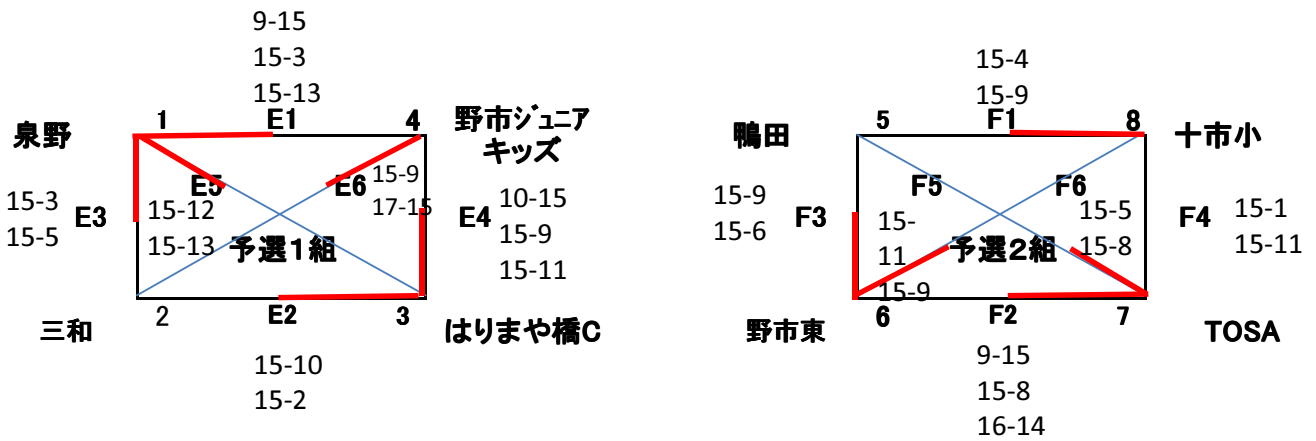 9-15
15-3
15-13
1
E1
4
泉野
野市ジュニア
キッズ
E5
E6
15-9
17-15
15-3
15-5
E3
15-12
15-13
E4
10-15
15-9
15-11
予選1組
2
E2
3
三和
はりまや橋C
15-10
15-2
15-4
15-9
5
F1
8
鴨田
十市小
F5
F6
15-9
15-6
F3
15-
11
15-9
15-5
15-8
F4
15-1
15-11
予選2組
6
F2
7
野市東
TOSA
9-15
15-8
16-14